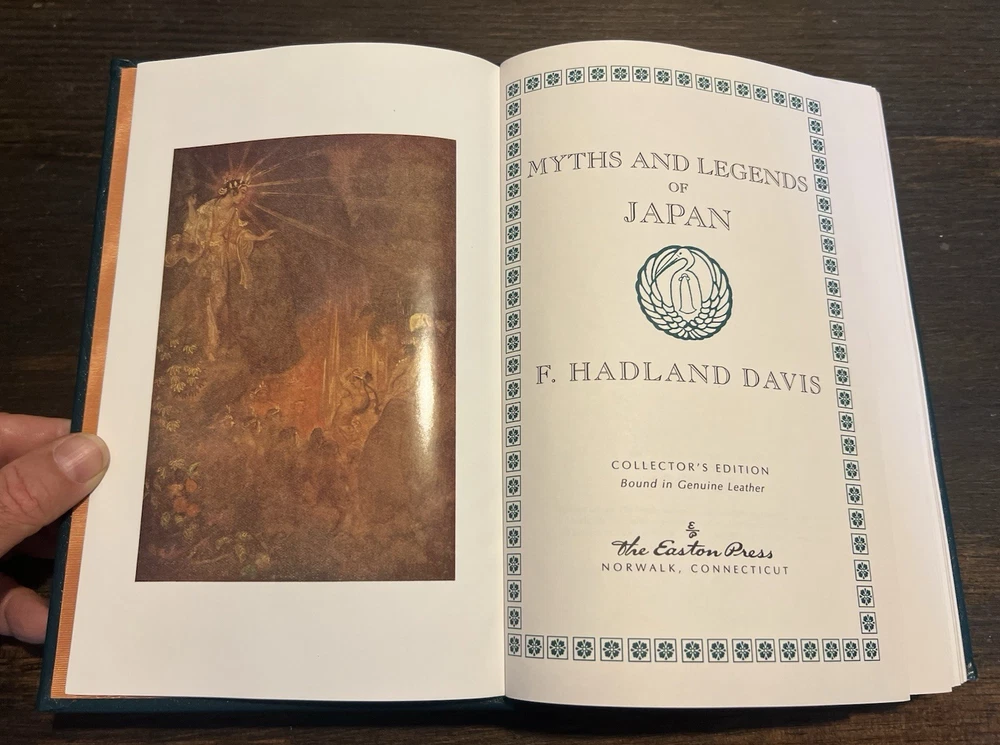 MYTHS AND LEGENDS
OF
JAPAN
F. HADLAND DAVIS
COLLECTOR'S EDITION
Bound in Genuine Leather
the Easton Press
NORWALK, CONNECTICUT